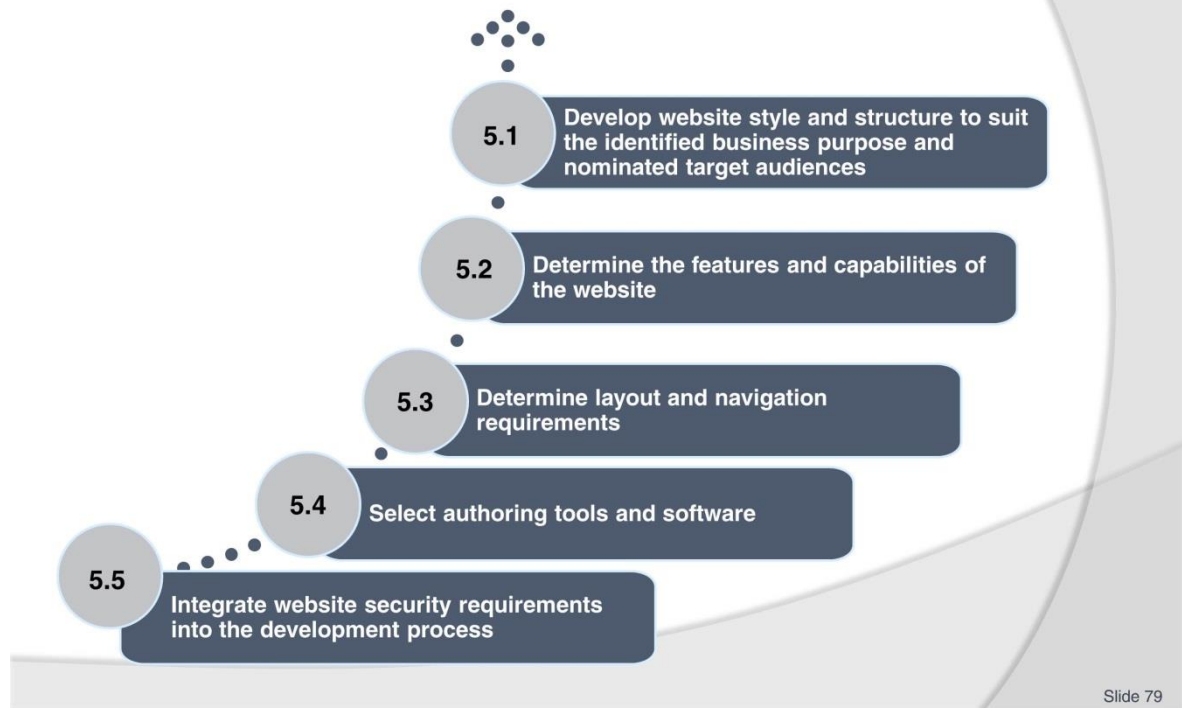 5.1
Develop website style and structure to suit
the identified business purpose and
nominated target audiences
5.2
Determine the features and capabilities of
the website
5.3
Determine layout and navigation
requirements
5.4
Select authoring tools and software
5.5
Integrate website security requirements
into the development process
Slide 79